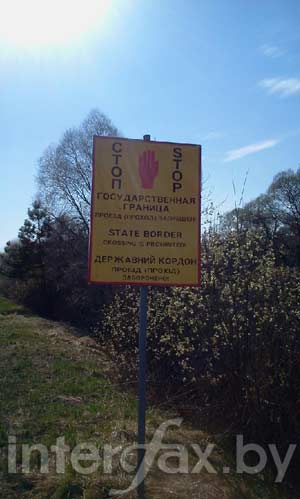 СТОП STOP
ГОСУДАРСТВЕННАЯ
ГРАНИЦА
ПРОЕЗД (ПРОХОД) ЗАПРЕЩЕН
STATE BORDER
CROSSING IS PROHIBITED
ДЕРЖАВНИЙ КОРДОН
ПРОЇЗД (ПРОХІД)
ЗАБОРОНЕНО
interfax.by